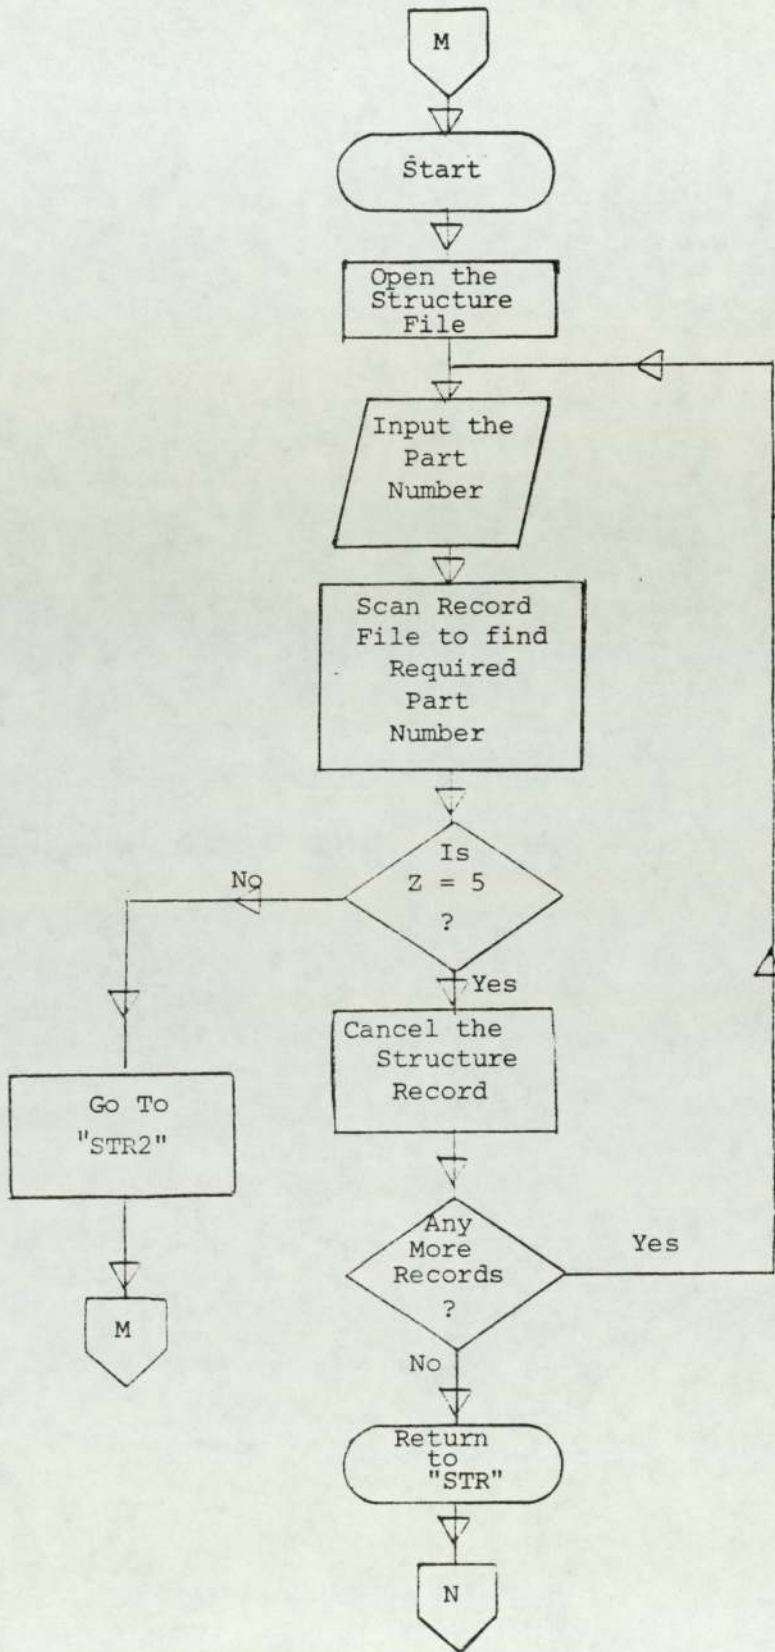 M
Start
Open the
Structure
File
Input the
Part
Number
Scan Record
File to find
Required
Part
Number
Is
Z = 5
?
No
Yes
Cancel the
Structure
Record
Go To
"STR2"
Any
More
Records
?
Yes
M
No
Return
to
"STR"
N